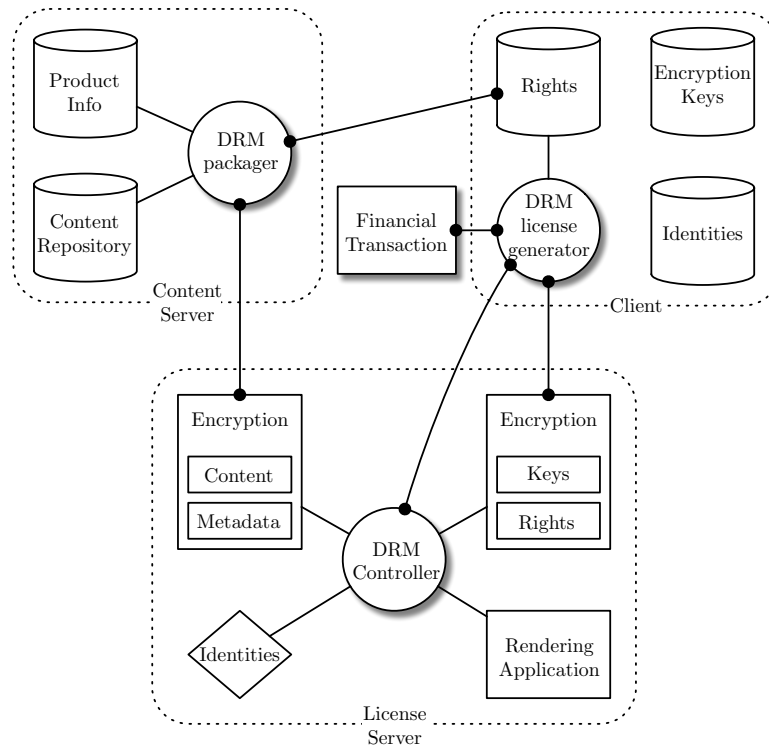 Product
Info
DRM
packager
Content
Repository
Content
Server
Rights
Encryption
Keys
Financial
Transaction
DRM
license
generator
Identities
Client
Encryption
Content
Metadata
Encryption
Keys
Rights
DRM
Controller
Identities
Rendering
Application
License
Server